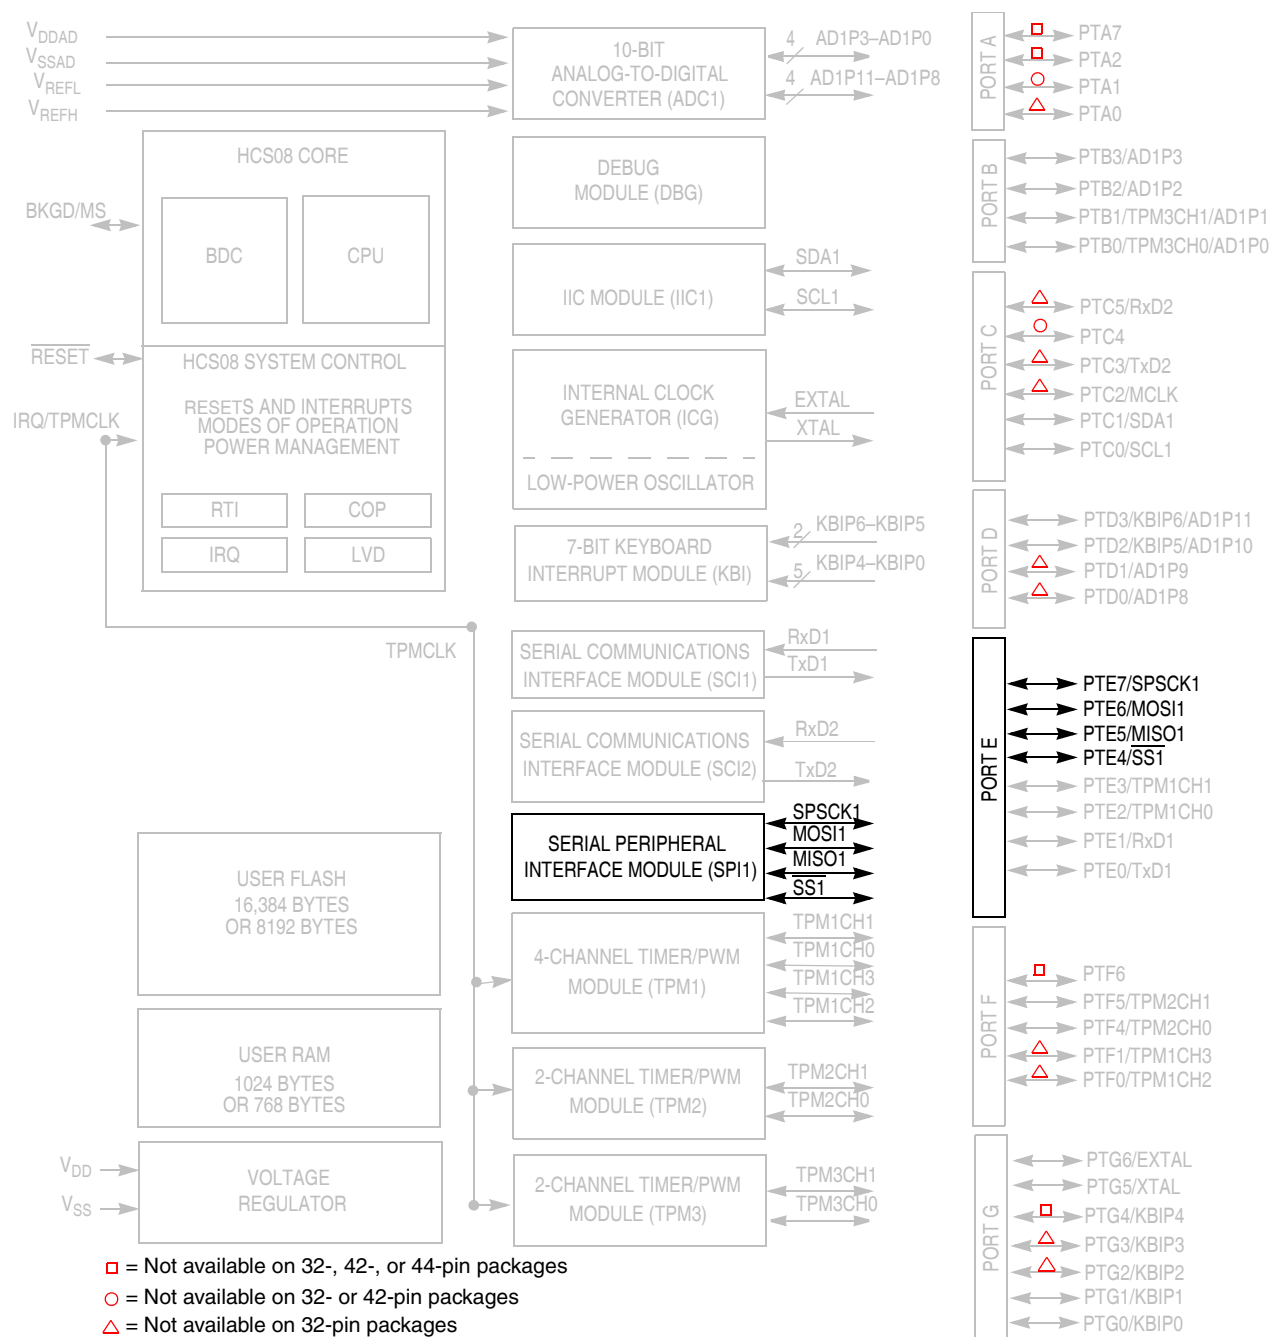 VDDAD
VSSAD
VREFL
VREFH
10-BIT
ANALOG-TO-DIGITAL
CONVERTER (ADC1)
4 AD1P3–AD1P0
4 AD1P11–AD1P8
HCS08 CORE
BDC
CPU
BKGD/MS
RESET
HCS08 SYSTEM CONTROL
RESETS AND INTERRUPTS
MODES OF OPERATION
POWER MANAGEMENT
IRQ/TPMCLK
RTI
COP
IRQ
LVD
TPMCLK
DEBUG
MODULE (DBG)
IIC MODULE (IIC1)
SDA1
SCL1
INTERNAL CLOCK
GENERATOR (ICG)
LOW-POWER OSCILLATOR
EXTAL
XTAL
7-BIT KEYBOARD
INTERRUPT MODULE (KBI)
2 KBIP6–KBIP5
5 KBIP4–KBIP0
SERIAL COMMUNICATIONS
INTERFACE MODULE (SCI1)
RxD1
TxD1
SERIAL COMMUNICATIONS
INTERFACE MODULE (SCI2)
RxD2
TxD2
SERIAL PERIPHERAL
INTERFACE MODULE (SPI1)
SPSCK1
MOSI1
MISO1
SS1
USER FLASH
16,384 BYTES
OR 8192 BYTES
4-CHANNEL TIMER/PWM
MODULE (TPM1)
TPM1CH1
TPM1CH0
TPM1CH3
TPM1CH2
USER RAM
1024 BYTES
OR 768 BYTES
2-CHANNEL TIMER/PWM
MODULE (TPM2)
TPM2CH1
TPM2CH0
VDD
VSS
VOLTAGE
REGULATOR
2-CHANNEL TIMER/PWM
MODULE (TPM3)
TPM3CH1
TPM3CH0
PORT A
PTA7
PTA2
PTA1
PTA0
PORT B
PTB3/AD1P3
PTB2/AD1P2
PTB1/TPM3CH1/AD1P1
PTB0/TPM3CH0/AD1P0
PORT C
PTC5/RxD2
PTC4
PTC3/TxD2
PTC2/MCLK
PTC1/SDA1
PTC0/SCL1
PORT D
PTD3/KBIP6/AD1P11
PTD2/KBIP5/AD1P10
PTD1/AD1P9
PTD0/AD1P8
PORT E
PTE7/SPSCK1
PTE6/MOSI1
PTE5/MISO1
PTE4/SS1
PTE3/TPM1CH1
PTE2/TPM1CH0
PTE1/RxD1
PTE0/TxD1
PORT F
PTF6
PTF5/TPM2CH1
PTF4/TPM2CH0
PTF1/TPM1CH3
PTF0/TPM1CH2
PORT G
PTG6/EXTAL
PTG5/XTAL
PTG4/KBIP4
PTG3/KBIP3
PTG2/KBIP2
PTG1/KBIP1
PTG0/KBIP0
= Not available on 32-, 42-, or 44-pin packages
= Not available on 32- or 42-pin packages
= Not available on 32-pin packages